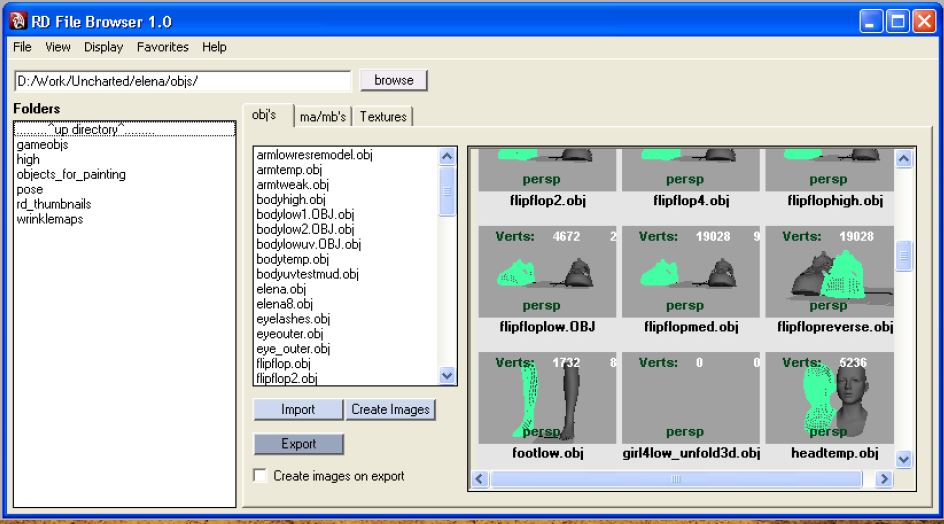 RD File Browser 1.0
File View Display Favorites Help
D:/Work/Uncharted/elena/objs/
browse
Folders
.........^up directory^.........
gameobjs
high
objects_for_painting
pose
rd_thumbnails
wrinklemaps
obj's ma/mb's Textures
armlowresremodel.obj
armtemp.obj
armtweak.obj
bodyhigh.obj
bodylow1.OBJ.obj
bodylow2.OBJ.obj
bodylowuv.OBJ.obj
bodytemp.obj
bodyuvtestmud.obj
elena.obj
elena8.obj
eyelashes.obj
eyeouter.obj
eye_outer.obj
flipflop.obj
flipflop2.obj
Import Create Images
Export
Create images on export
persp persp persp
flipflop2.obj flipflop4.obj flipflophigh.obj
Verts: 4672 2 Verts: 19028 9 Verts: 19028
persp persp persp
flipfloplow.OBJ flipflopmed.obj flipflopreverse.obj
Verts: 1732 8 Verts: 0 0 Verts: 5236
persp persp persp
footlow.obj girl4low_unfold3d.obj headtemp.obj